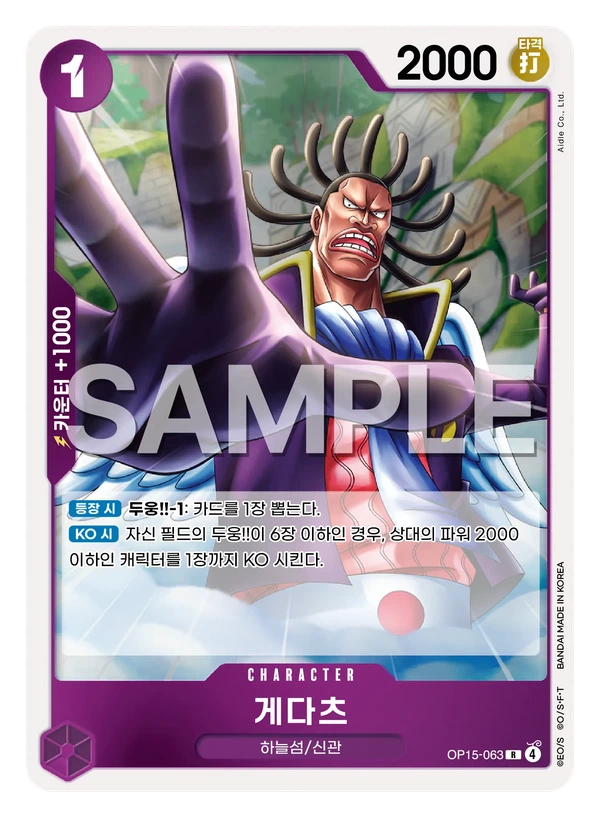 1
2000
타격
打
Aidle Co., Ltd.
카운터 +1000
SAMPLE
등장 시 두웅!!-1: 카드를 1장 뽑는다.
KO 시 자신 필드의 두웅!!이 6장 이하인 경우, 상대의 파워 2000
이하인 캐릭터를 1장까지 KO 시킨다.
CHARACTER
게다츠
하늘섬/신관
OP15-063 R 4
©EO/S ©O/S·F·T BANDAI MADE IN KOREA